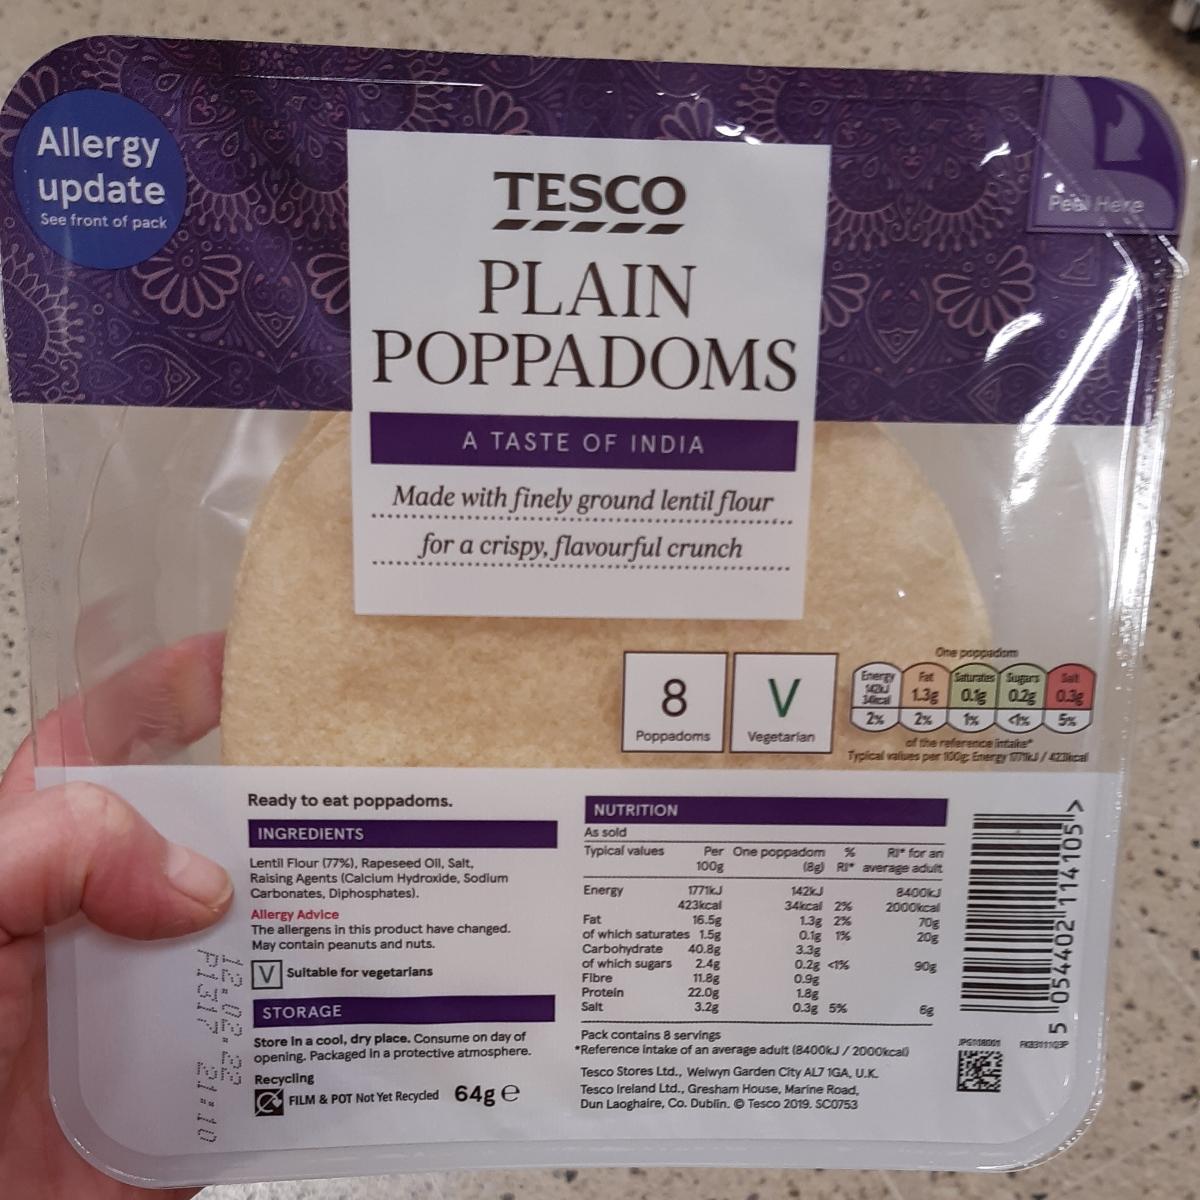 Allergy
update
See front of pack
Peel Here
TESCO
PLAIN
POPPADOMS
A TASTE OF INDIA
Made with finely ground lentil flour
for a crispy, flavourful crunch
8
Poppadoms
V
Vegetarian
One poppadom
Energy 142kJ 34kcal 2%
Fat 1.3g 2%
Saturates 0.1g 1%
Sugars 0.2g <1%
Salt 0.3g 5%
of the reference intake*
Typical values per 100g: Energy 1771kJ / 423kcal
Ready to eat poppadoms.
INGREDIENTS
Lentil Flour (77%), Rapeseed Oil, Salt,
Raising Agents (Calcium Hydroxide, Sodium
Carbonates, Diphosphates).
Allergy Advice
The allergens in this product have changed.
May contain peanuts and nuts.
V Suitable for vegetarians
STORAGE
Store in a cool, dry place. Consume on day of
opening. Packaged in a protective atmosphere.
Recycling
FILM & POT Not Yet Recycled 64g e
NUTRITION
As sold
Typical values Per One poppadom % RI* for an
100g (8g) RI* average adult
Energy 1771kJ 142kJ 8400kJ
423kcal 34kcal 2% 2000kcal
Fat 16.5g 1.3g 2% 70g
of which saturates 1.5g 0.1g 1% 20g
Carbohydrate 40.8g 3.3g
of which sugars 2.4g 0.2g <1% 90g
Fibre 11.8g 0.9g
Protein 22.0g 1.8g
Salt 3.2g 0.3g 5% 6g
Pack contains 8 servings
*Reference intake of an average adult (8400kJ / 2000kcal)
Tesco Stores Ltd., Welwyn Garden City AL7 1GA, U.K.
Tesco Ireland Ltd., Gresham House, Marine Road,
Dun Laoghaire, Co. Dublin. © Tesco 2019. SC0753
5 054402 114105 >
12.02.22
P1317 21:10